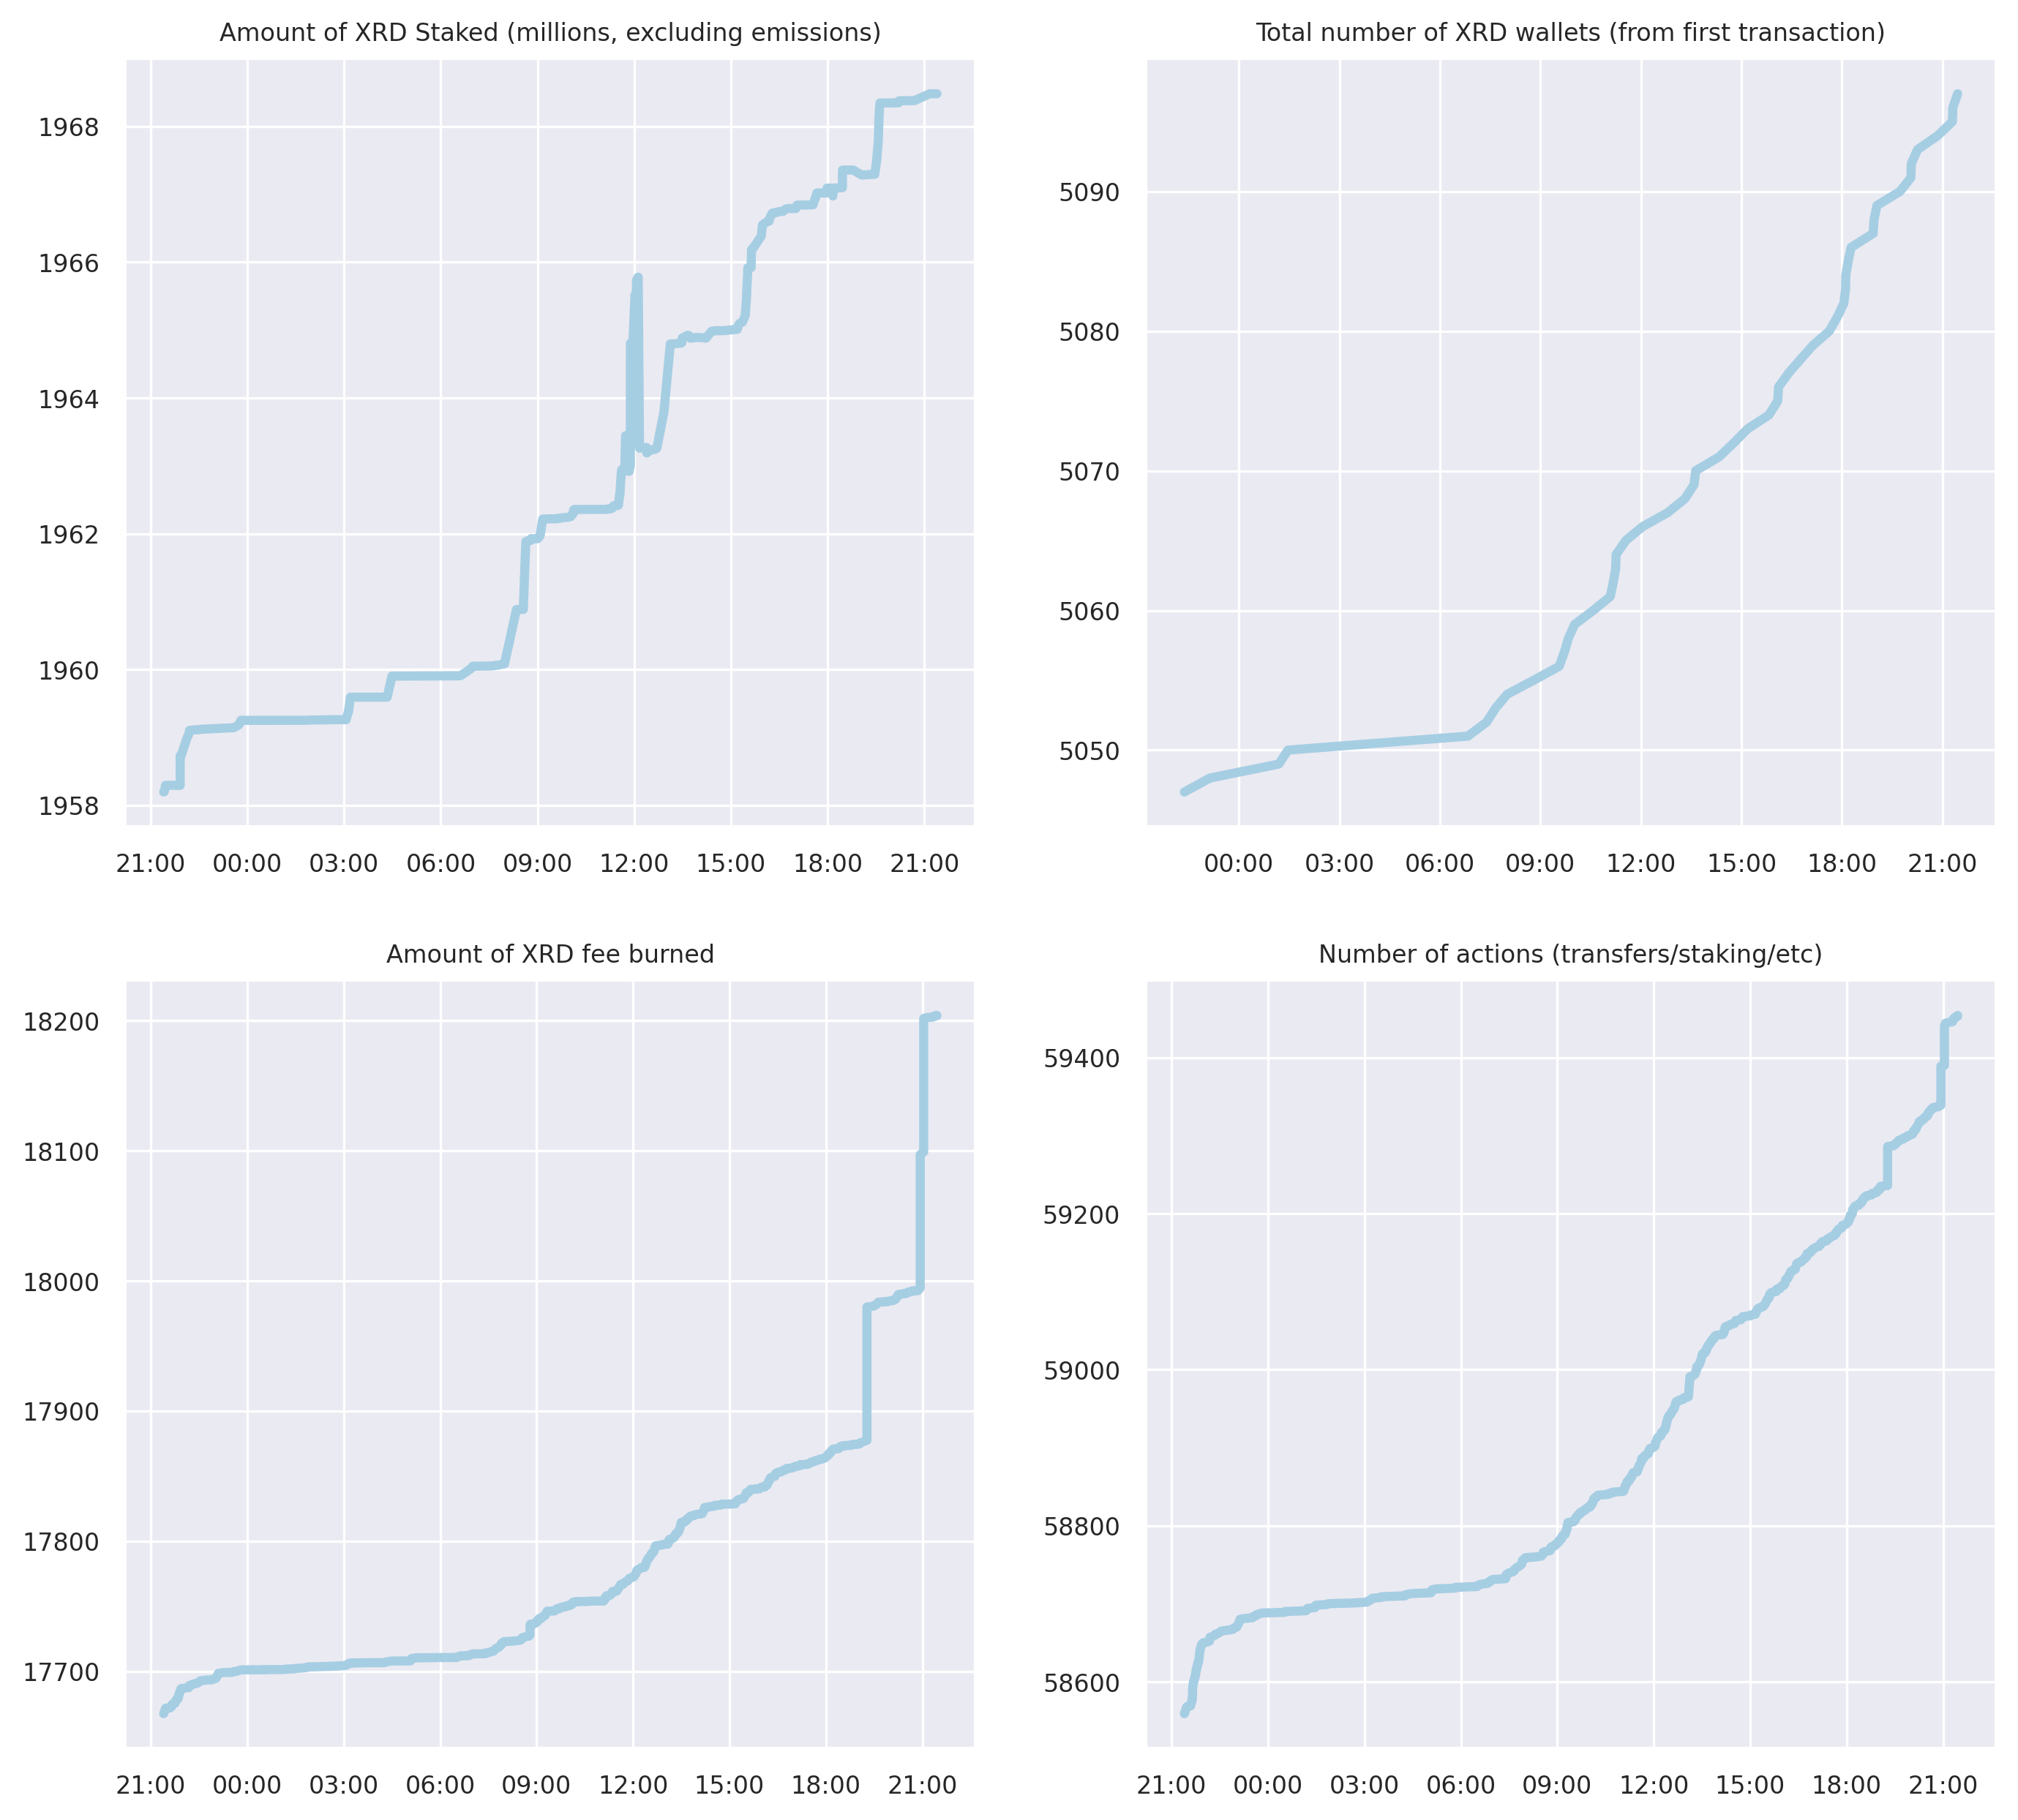 Amount of XRD Staked (millions, excluding emissions)
1968
1966
1964
1962
1960
1958
21:00 00:00 03:00 06:00 09:00 12:00 15:00 18:00 21:00
Total number of XRD wallets (from first transaction)
5090
5080
5070
5060
5050
00:00 03:00 06:00 09:00 12:00 15:00 18:00 21:00
Amount of XRD fee burned
18200
18100
18000
17900
17800
17700
21:00 00:00 03:00 06:00 09:00 12:00 15:00 18:00 21:00
Number of actions (transfers/staking/etc)
59400
59200
59000
58800
58600
21:00 00:00 03:00 06:00 09:00 12:00 15:00 18:00 21:00